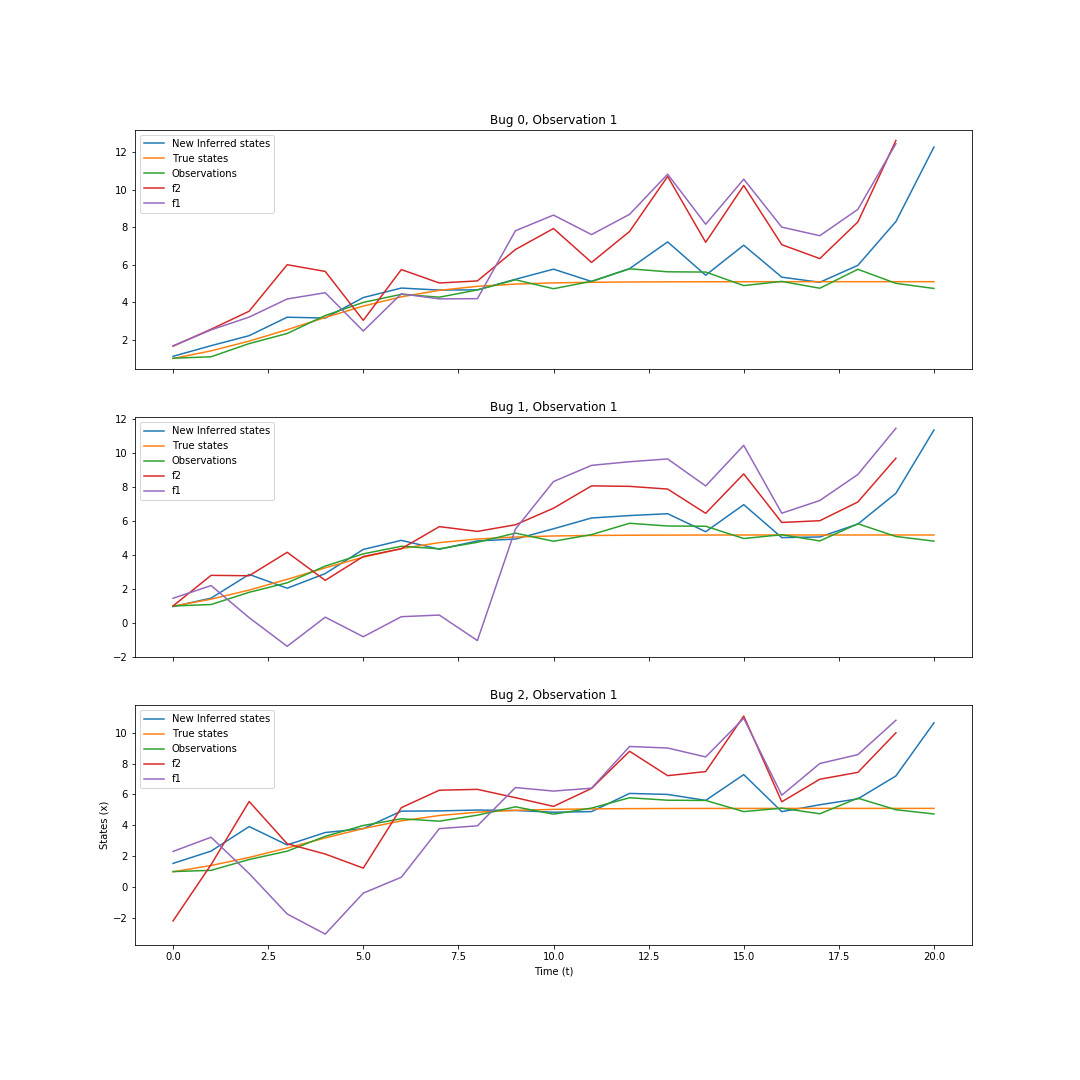 Bug 0, Observation 1
New Inferred states
True states
Observations
f2
f1
12
10
8
6
4
2
Bug 1, Observation 1
New Inferred states
True states
Observations
f2
f1
12
10
8
6
4
2
0
−2
Bug 2, Observation 1
New Inferred states
True states
Observations
f2
f1
10
8
6
4
2
0
−2
States (x)
0.0 2.5 5.0 7.5 10.0 12.5 15.0 17.5 20.0
Time (t)